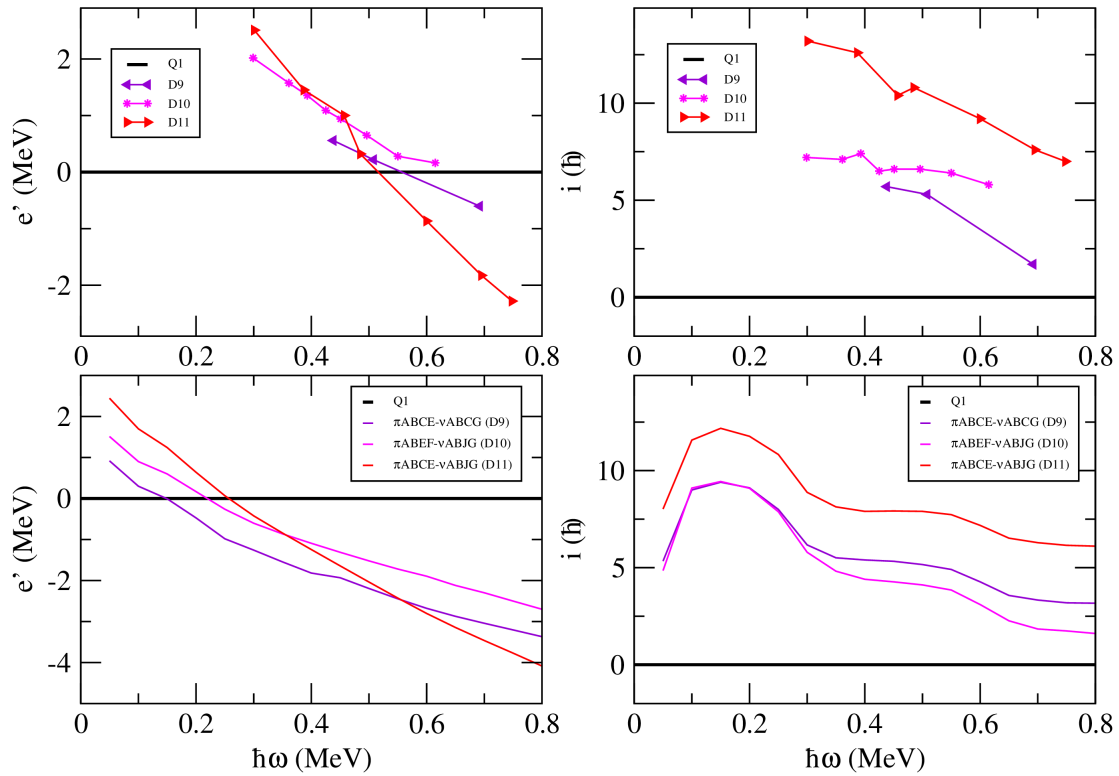 2
0
-2
e' (MeV)
Q1
D9
D10
D11
0
0.2
0.4
0.6
0.8
10
5
0
i (ħ)
Q1
D9
D10
D11
0
0.2
0.4
0.6
0.8
2
0
-2
-4
e' (MeV)
Q1
πABCE-νABCG (D9)
πABEF-νABJG (D10)
πABCE-νABJG (D11)
0
0.2
0.4
0.6
0.8
ħω (MeV)
10
5
0
i (ħ)
Q1
πABCE-νABCG (D9)
πABEF-νABJG (D10)
πABCE-νABJG (D11)
0
0.2
0.4
0.6
0.8
ħω (MeV)